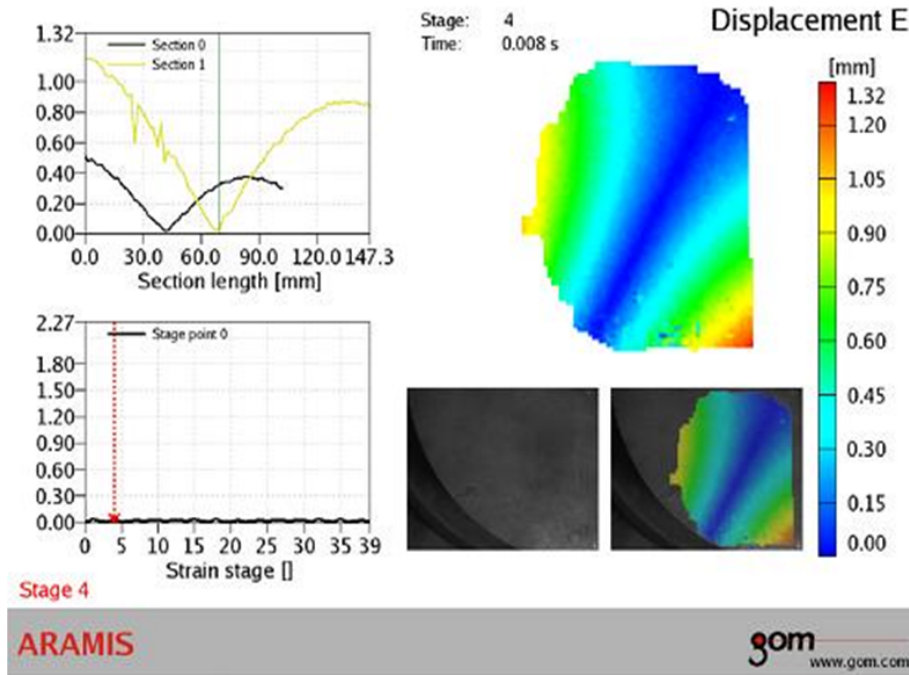 Stage: 4
Time: 0.008 s
Displacement E
1.32
1.00
0.80
0.60
0.40
0.20
0.00
Section 0
Section 1
0.0 30.0 60.0 90.0 120.0 147.3
Section length [mm]
[mm]
1.32
1.20
1.05
0.90
0.75
0.60
0.45
0.30
0.15
0.00
2.27
1.80
1.50
1.20
0.90
0.60
0.30
0.00
Stage point 0
0 5 10 15 20 25 30 35 39
Strain stage []
Stage 4
ARAMIS
gom
www.gom.com